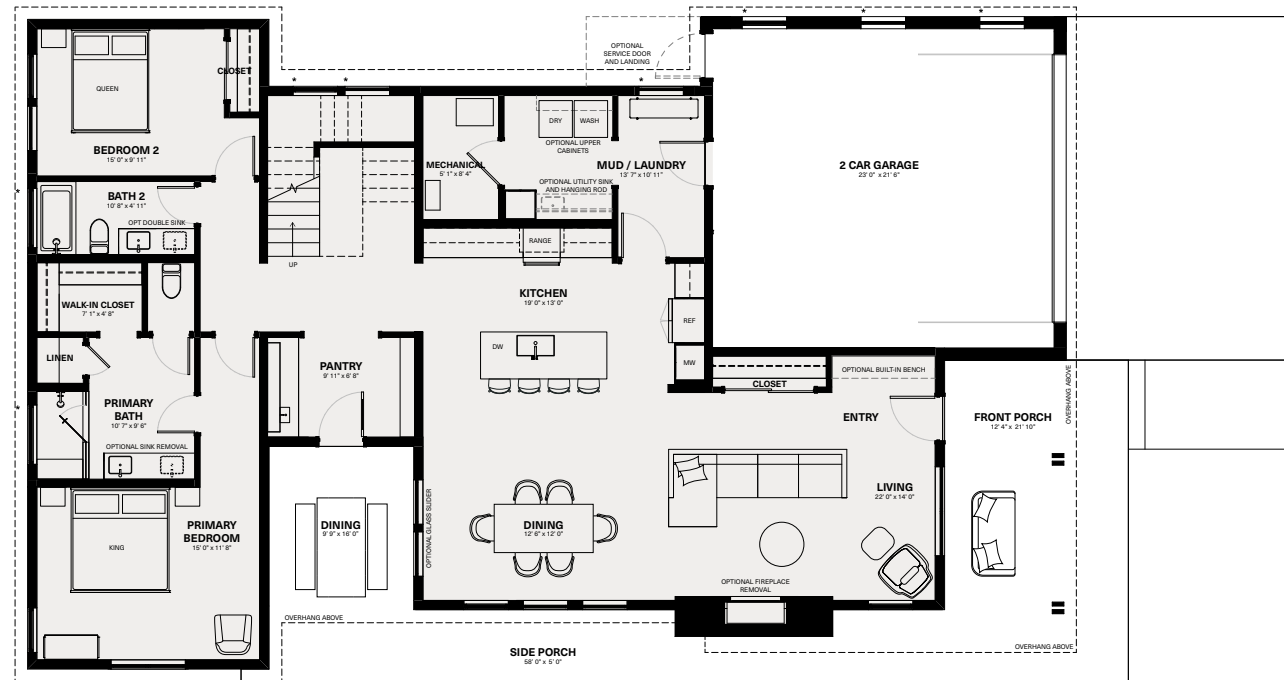 OPTIONAL
SERVICE DOOR
AND LANDING
*
*
*
*
*
*
CLOSET
QUEEN
BEDROOM 2
15' 0" x 9' 11"
DRY
WASH
OPTIONAL UPPER
CABINETS
MECHANICAL
5' 1" x 8' 4"
MUD / LAUNDRY
13' 7" x 10' 11"
2 CAR GARAGE
23' 0" x 21' 6"
OPTIONAL UTILITY SINK
AND HANGING ROD
*
BATH 2
10' 8" x 4' 11"
OPT DOUBLE SINK
RANGE
UP
KITCHEN
19' 0" x 13' 0"
WALK-IN CLOSET
7' 1" x 4' 8"
REF
DW
LINEN
PANTRY
9' 11" x 6' 8"
MW
OPTIONAL BUILT-IN BENCH
CLOSET
OVERHANG ABOVE
*
PRIMARY
BATH
10' 7" x 9' 6"
ENTRY
FRONT PORCH
12' 4" x 21' 10"
OPTIONAL SINK REMOVAL
LIVING
22' 0" x 14' 0"
OPTIONAL GLASS SLIDER
PRIMARY
BEDROOM
15' 0" x 11' 8"
KING
DINING
9' 9" x 16' 0"
DINING
12' 6" x 12' 0"
OPTIONAL FIREPLACE
REMOVAL
OVERHANG ABOVE
SIDE PORCH
58' 0" x 5' 0"
OVERHANG ABOVE